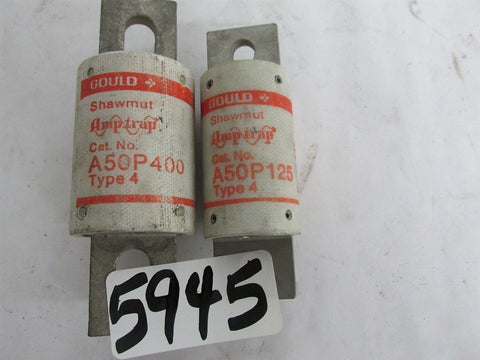 GOULD
Shawmut
Amp-trap
Cat. No.
A50P400
Type 4
GOULD
Shawmut
Amp-trap
Cat. No.
A50P125
Type 4
5945